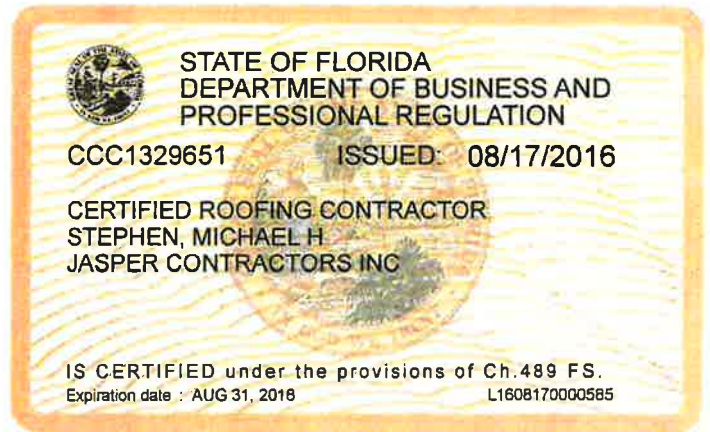 STATE OF FLORIDA
DEPARTMENT OF BUSINESS AND
PROFESSIONAL REGULATION
CCC1329651 ISSUED: 08/17/2016
CERTIFIED ROOFING CONTRACTOR
STEPHEN, MICHAEL H
JASPER CONTRACTORS INC
IS CERTIFIED under the provisions of Ch.489 FS.
Expiration date : AUG 31, 2018 L1608170000585